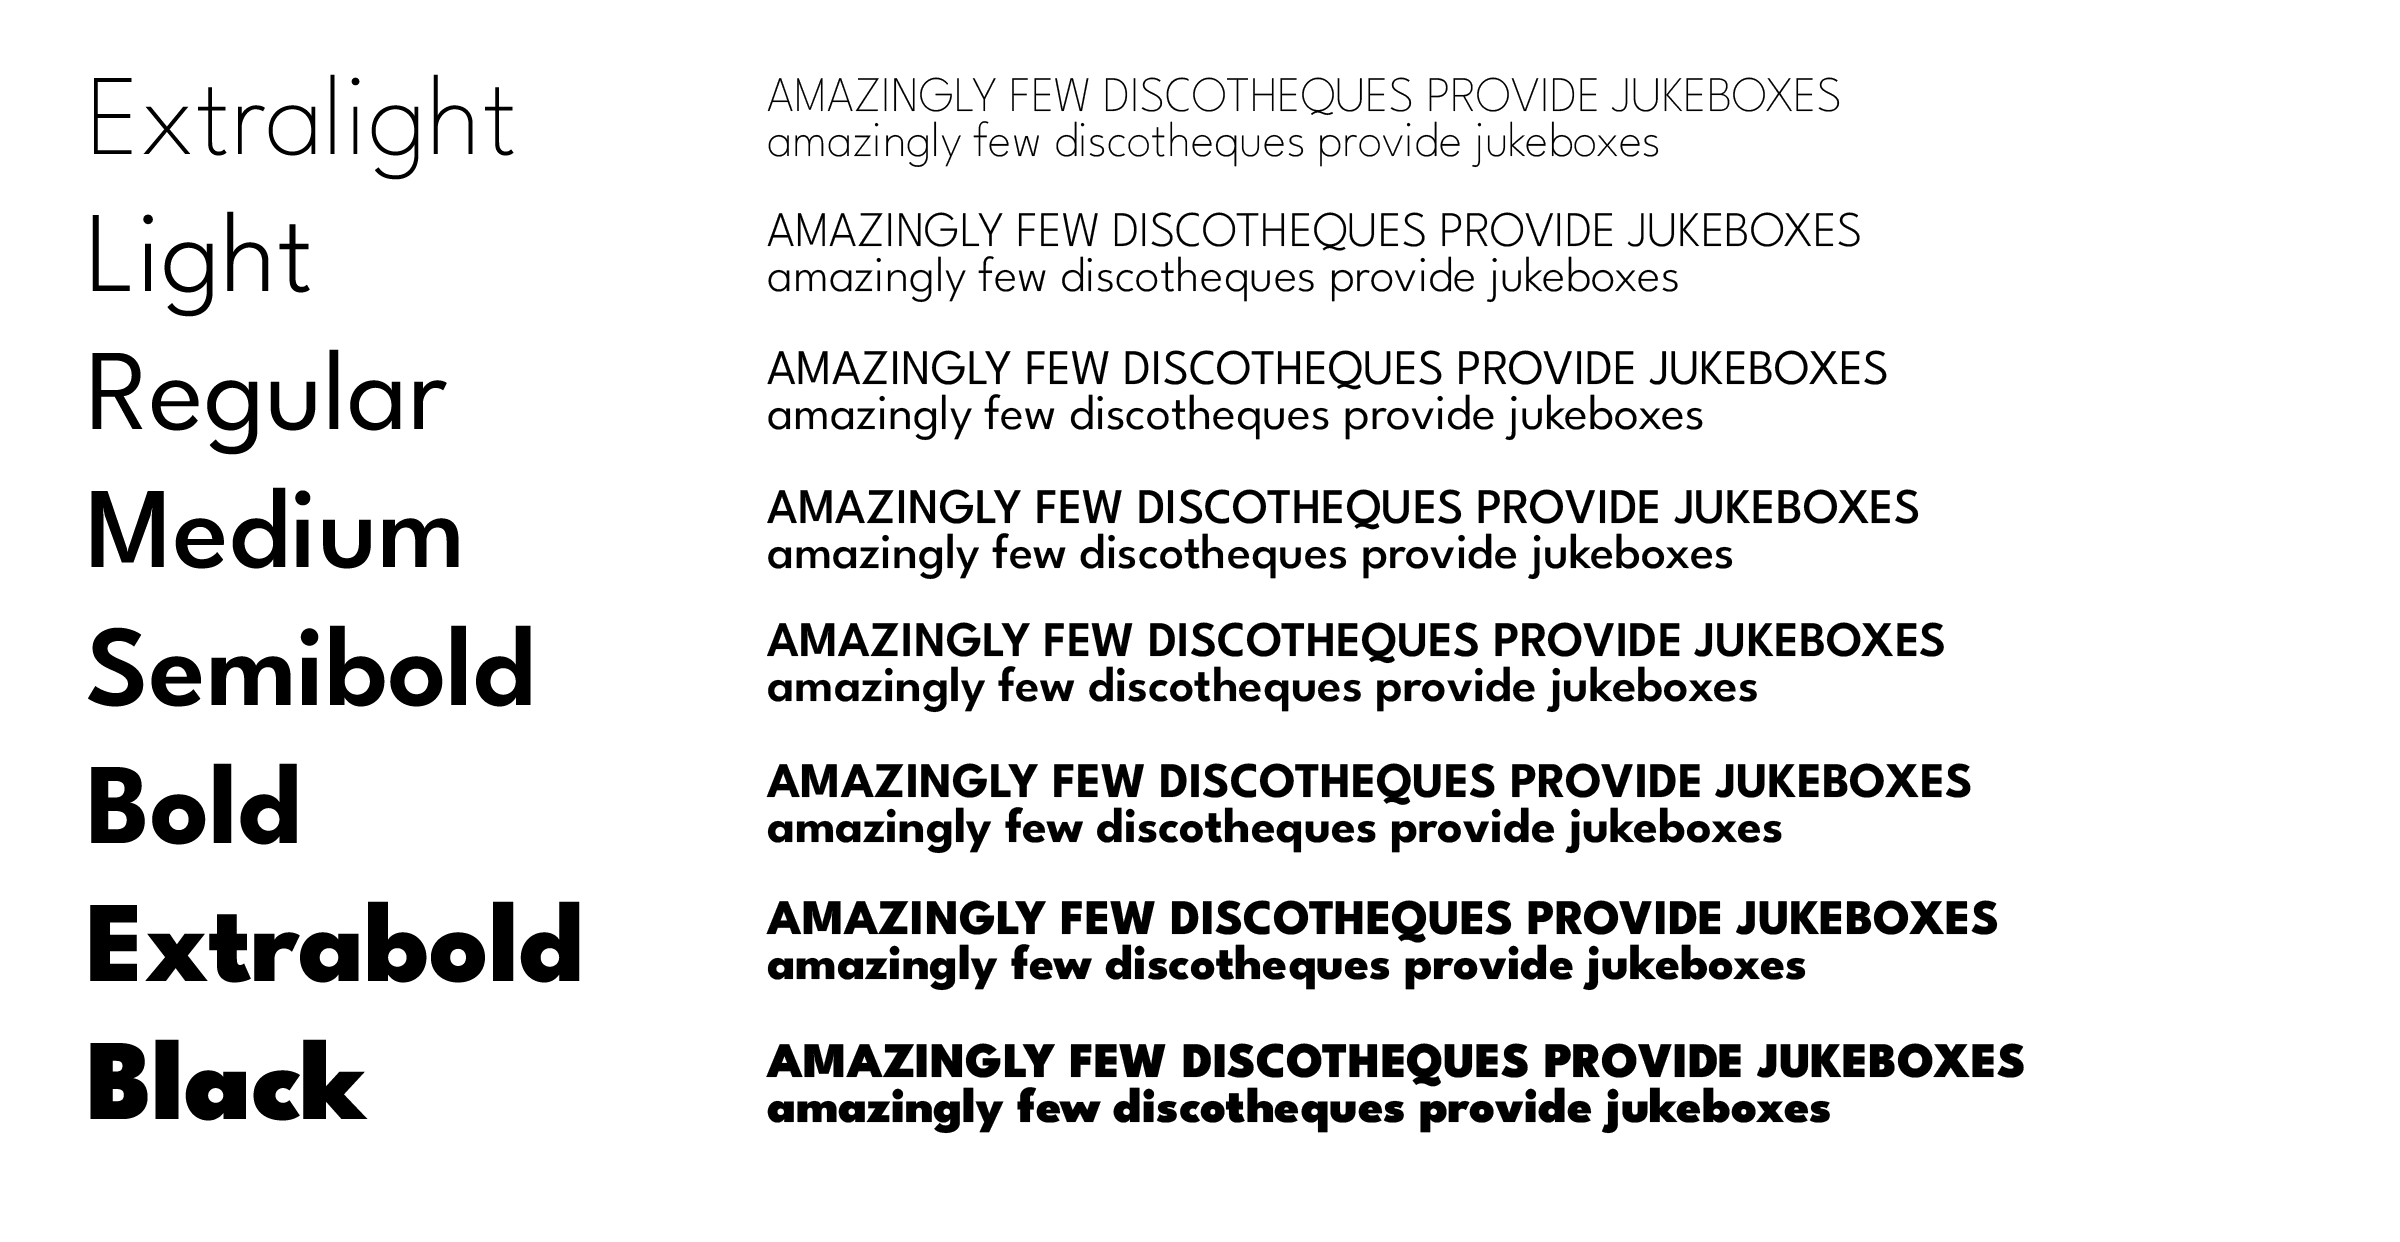 Extralight
AMAZINGLY FEW DISCOTHEQUES PROVIDE JUKEBOXES
amazingly few discotheques provide jukeboxes
Light
AMAZINGLY FEW DISCOTHEQUES PROVIDE JUKEBOXES
amazingly few discotheques provide jukeboxes
Regular
AMAZINGLY FEW DISCOTHEQUES PROVIDE JUKEBOXES
amazingly few discotheques provide jukeboxes
Medium
AMAZINGLY FEW DISCOTHEQUES PROVIDE JUKEBOXES
amazingly few discotheques provide jukeboxes
Semibold
AMAZINGLY FEW DISCOTHEQUES PROVIDE JUKEBOXES
amazingly few discotheques provide jukeboxes
Bold
AMAZINGLY FEW DISCOTHEQUES PROVIDE JUKEBOXES
amazingly few discotheques provide jukeboxes
Extrabold
AMAZINGLY FEW DISCOTHEQUES PROVIDE JUKEBOXES
amazingly few discotheques provide jukeboxes
Black
AMAZINGLY FEW DISCOTHEQUES PROVIDE JUKEBOXES
amazingly few discotheques provide jukeboxes